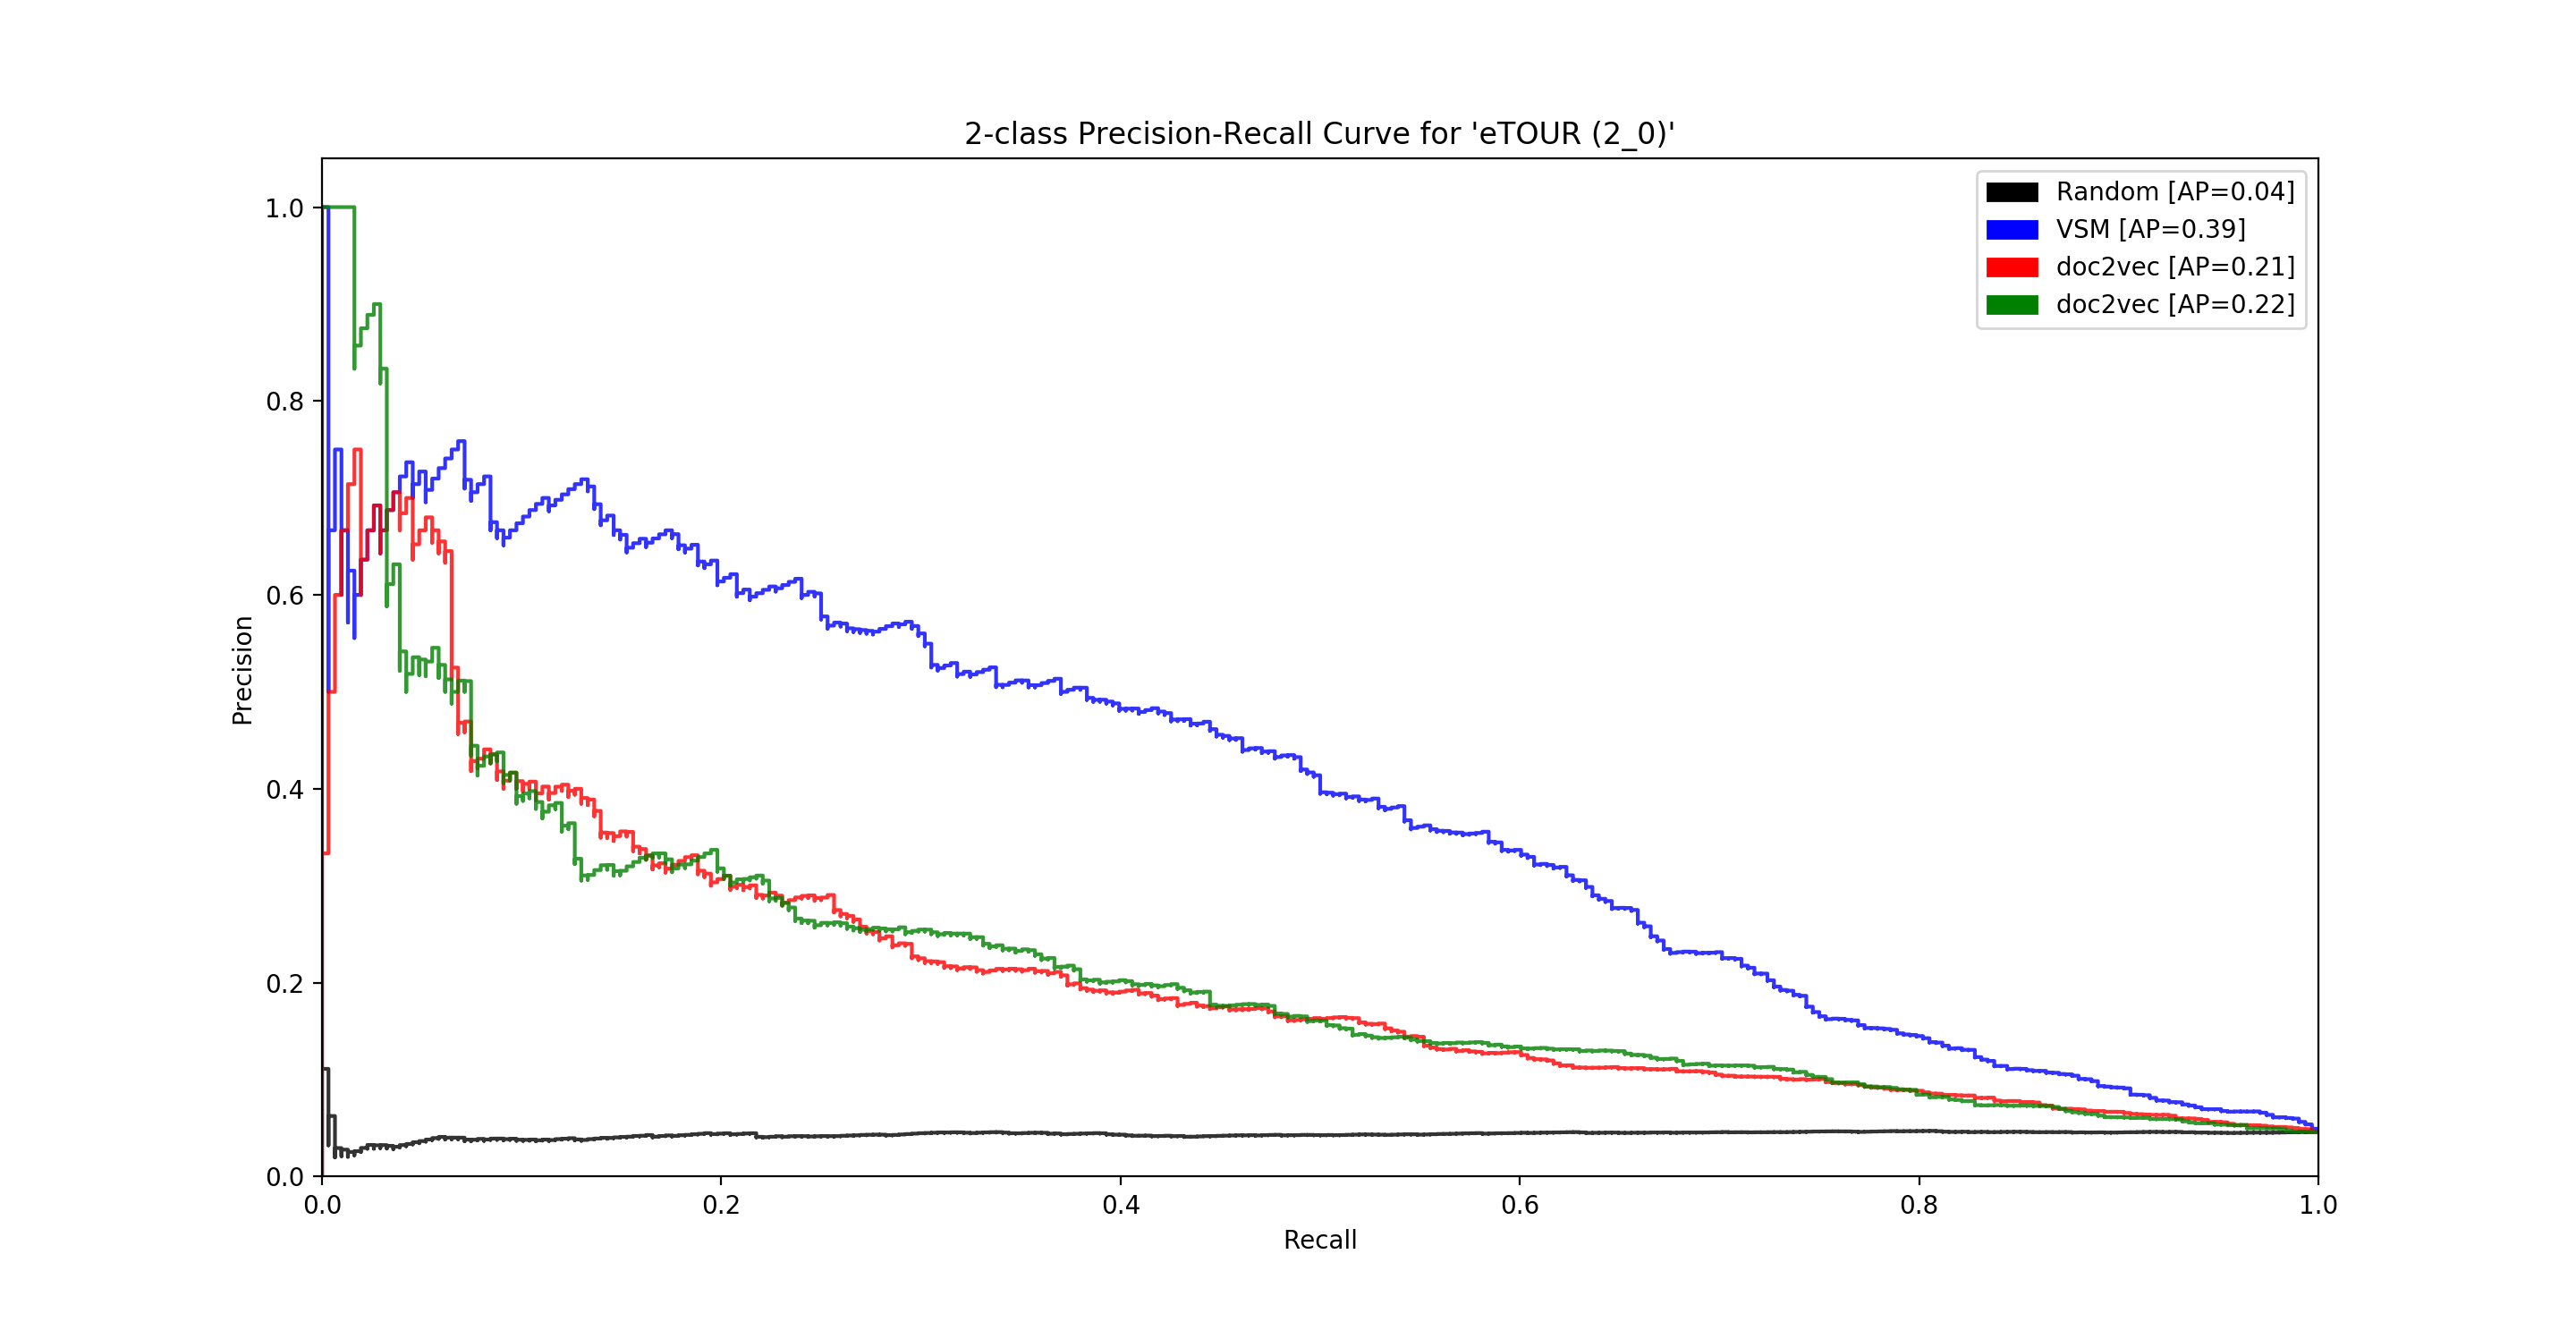 2-class Precision-Recall Curve for 'eTOUR (2_0)'
Random [AP=0.04]
VSM [AP=0.39]
doc2vec [AP=0.21]
doc2vec [AP=0.22]
Precision
1.0
0.8
0.6
0.4
0.2
0.0
0.0 0.2 0.4 0.6 0.8 1.0
Recall